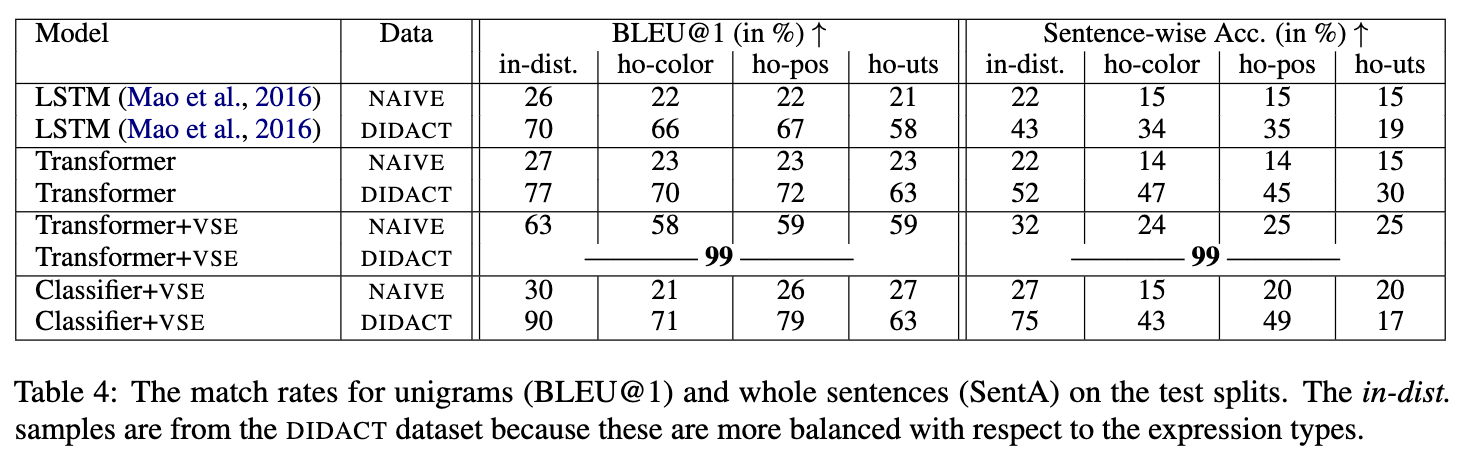 Model Data BLEU@1 (in %) ↑ Sentence-wise Acc. (in %) ↑
in-dist. ho-color ho-pos ho-uts in-dist. ho-color ho-pos ho-uts
LSTM (Mao et al., 2016) NAIVE 26 22 22 21 22 15 15 15
LSTM (Mao et al., 2016) DIDACT 70 66 67 58 43 34 35 19
Transformer NAIVE 27 23 23 23 22 14 14 15
Transformer DIDACT 77 70 72 63 52 47 45 30
Transformer+VSE NAIVE 63 58 59 59 32 24 25 25
Transformer+VSE DIDACT 99 99
Classifier+VSE NAIVE 30 21 26 27 27 15 20 20
Classifier+VSE DIDACT 90 71 79 63 75 43 49 17
Table 4: The match rates for unigrams (BLEU@1) and whole sentences (SentA) on the test splits. The in-dist.
samples are from the DIDACT dataset because these are more balanced with respect to the expression types.